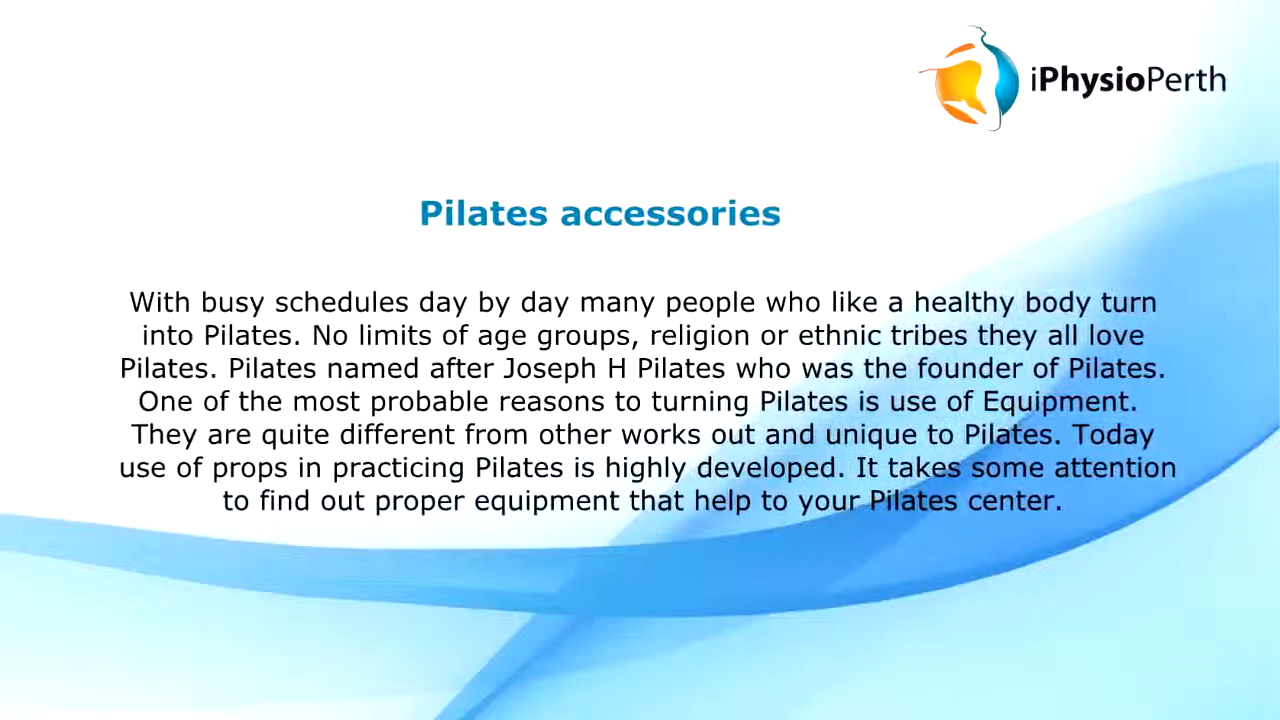 iPhysioPerth
Pilates accessories
With busy schedules day by day many people who like a healthy body turn
into Pilates. No limits of age groups, religion or ethnic tribes they all love
Pilates. Pilates named after Joseph H Pilates who was the founder of Pilates.
One of the most probable reasons to turning Pilates is use of Equipment.
They are quite different from other works out and unique to Pilates. Today
use of props in practicing Pilates is highly developed. It takes some attention
to find out proper equipment that help to your Pilates center.